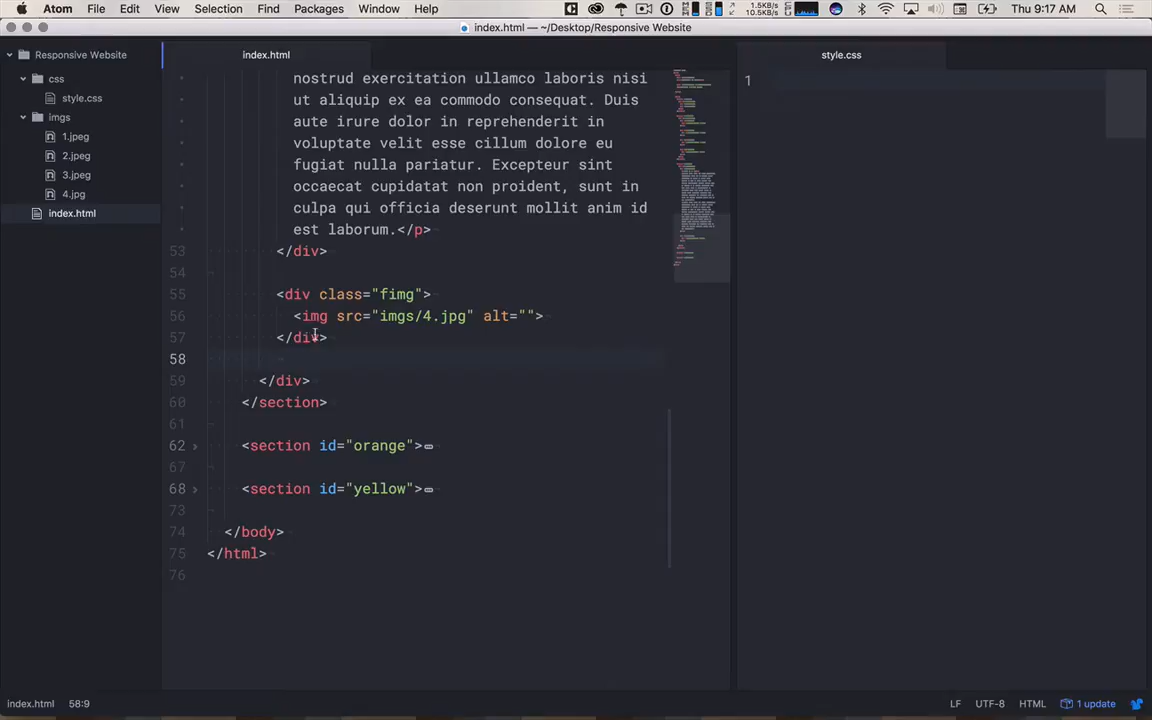 Atom File Edit View Selection Find Packages Window Help 1.5KB/s 10.5KB/s Thu 9:17 AM
index.html — ~/Desktop/Responsive Website
Responsive Website
css
style.css
imgs
1.jpeg
2.jpeg
3.jpeg
4.jpg
index.html
index.html
nostrud exercitation ullamco laboris nisi
ut aliquip ex ea commodo consequat. Duis
aute irure dolor in reprehenderit in
voluptate velit esse cillum dolore eu
fugiat nulla pariatur. Excepteur sint
occaecat cupidatat non proident, sunt in
culpa qui officia deserunt mollit anim id
est laborum.</p>
53 </div>
54
55 <div class="fimg">
56 <img src="imgs/4.jpg" alt="">
57 </div>
58
59 </div>
60 </section>
61
62 <section id="orange">
67
68 <section id="yellow">
73
74 </body>
75 </html>
76
style.css
1
index.html 58:9 LF UTF-8 HTML 1 update